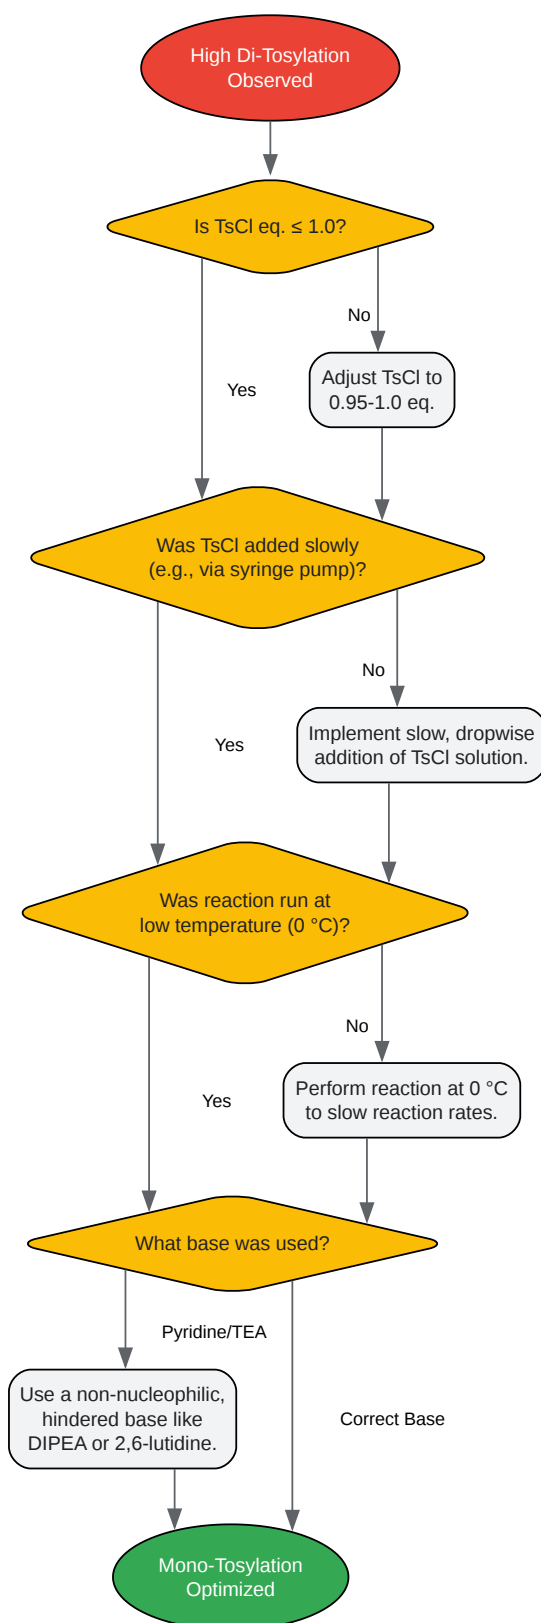 High Di-Tosylation
Observed
Is TsCl eq. ≤ 1.0?
No
Adjust TsCl to
0.95-1.0 eq.
Yes
Was TsCl added slowly
(e.g., via syringe pump)?
No
Implement slow, dropwise
addition of TsCl solution.
Yes
Was reaction run at
low temperature (0 °C)?
No
Perform reaction at 0 °C
to slow reaction rates.
Yes
What base was used?
Pyridine/TEA
Use a non-nucleophilic,
hindered base like
DIPEA or 2,6-lutidine.
Correct Base
Mono-Tosylation
Optimized